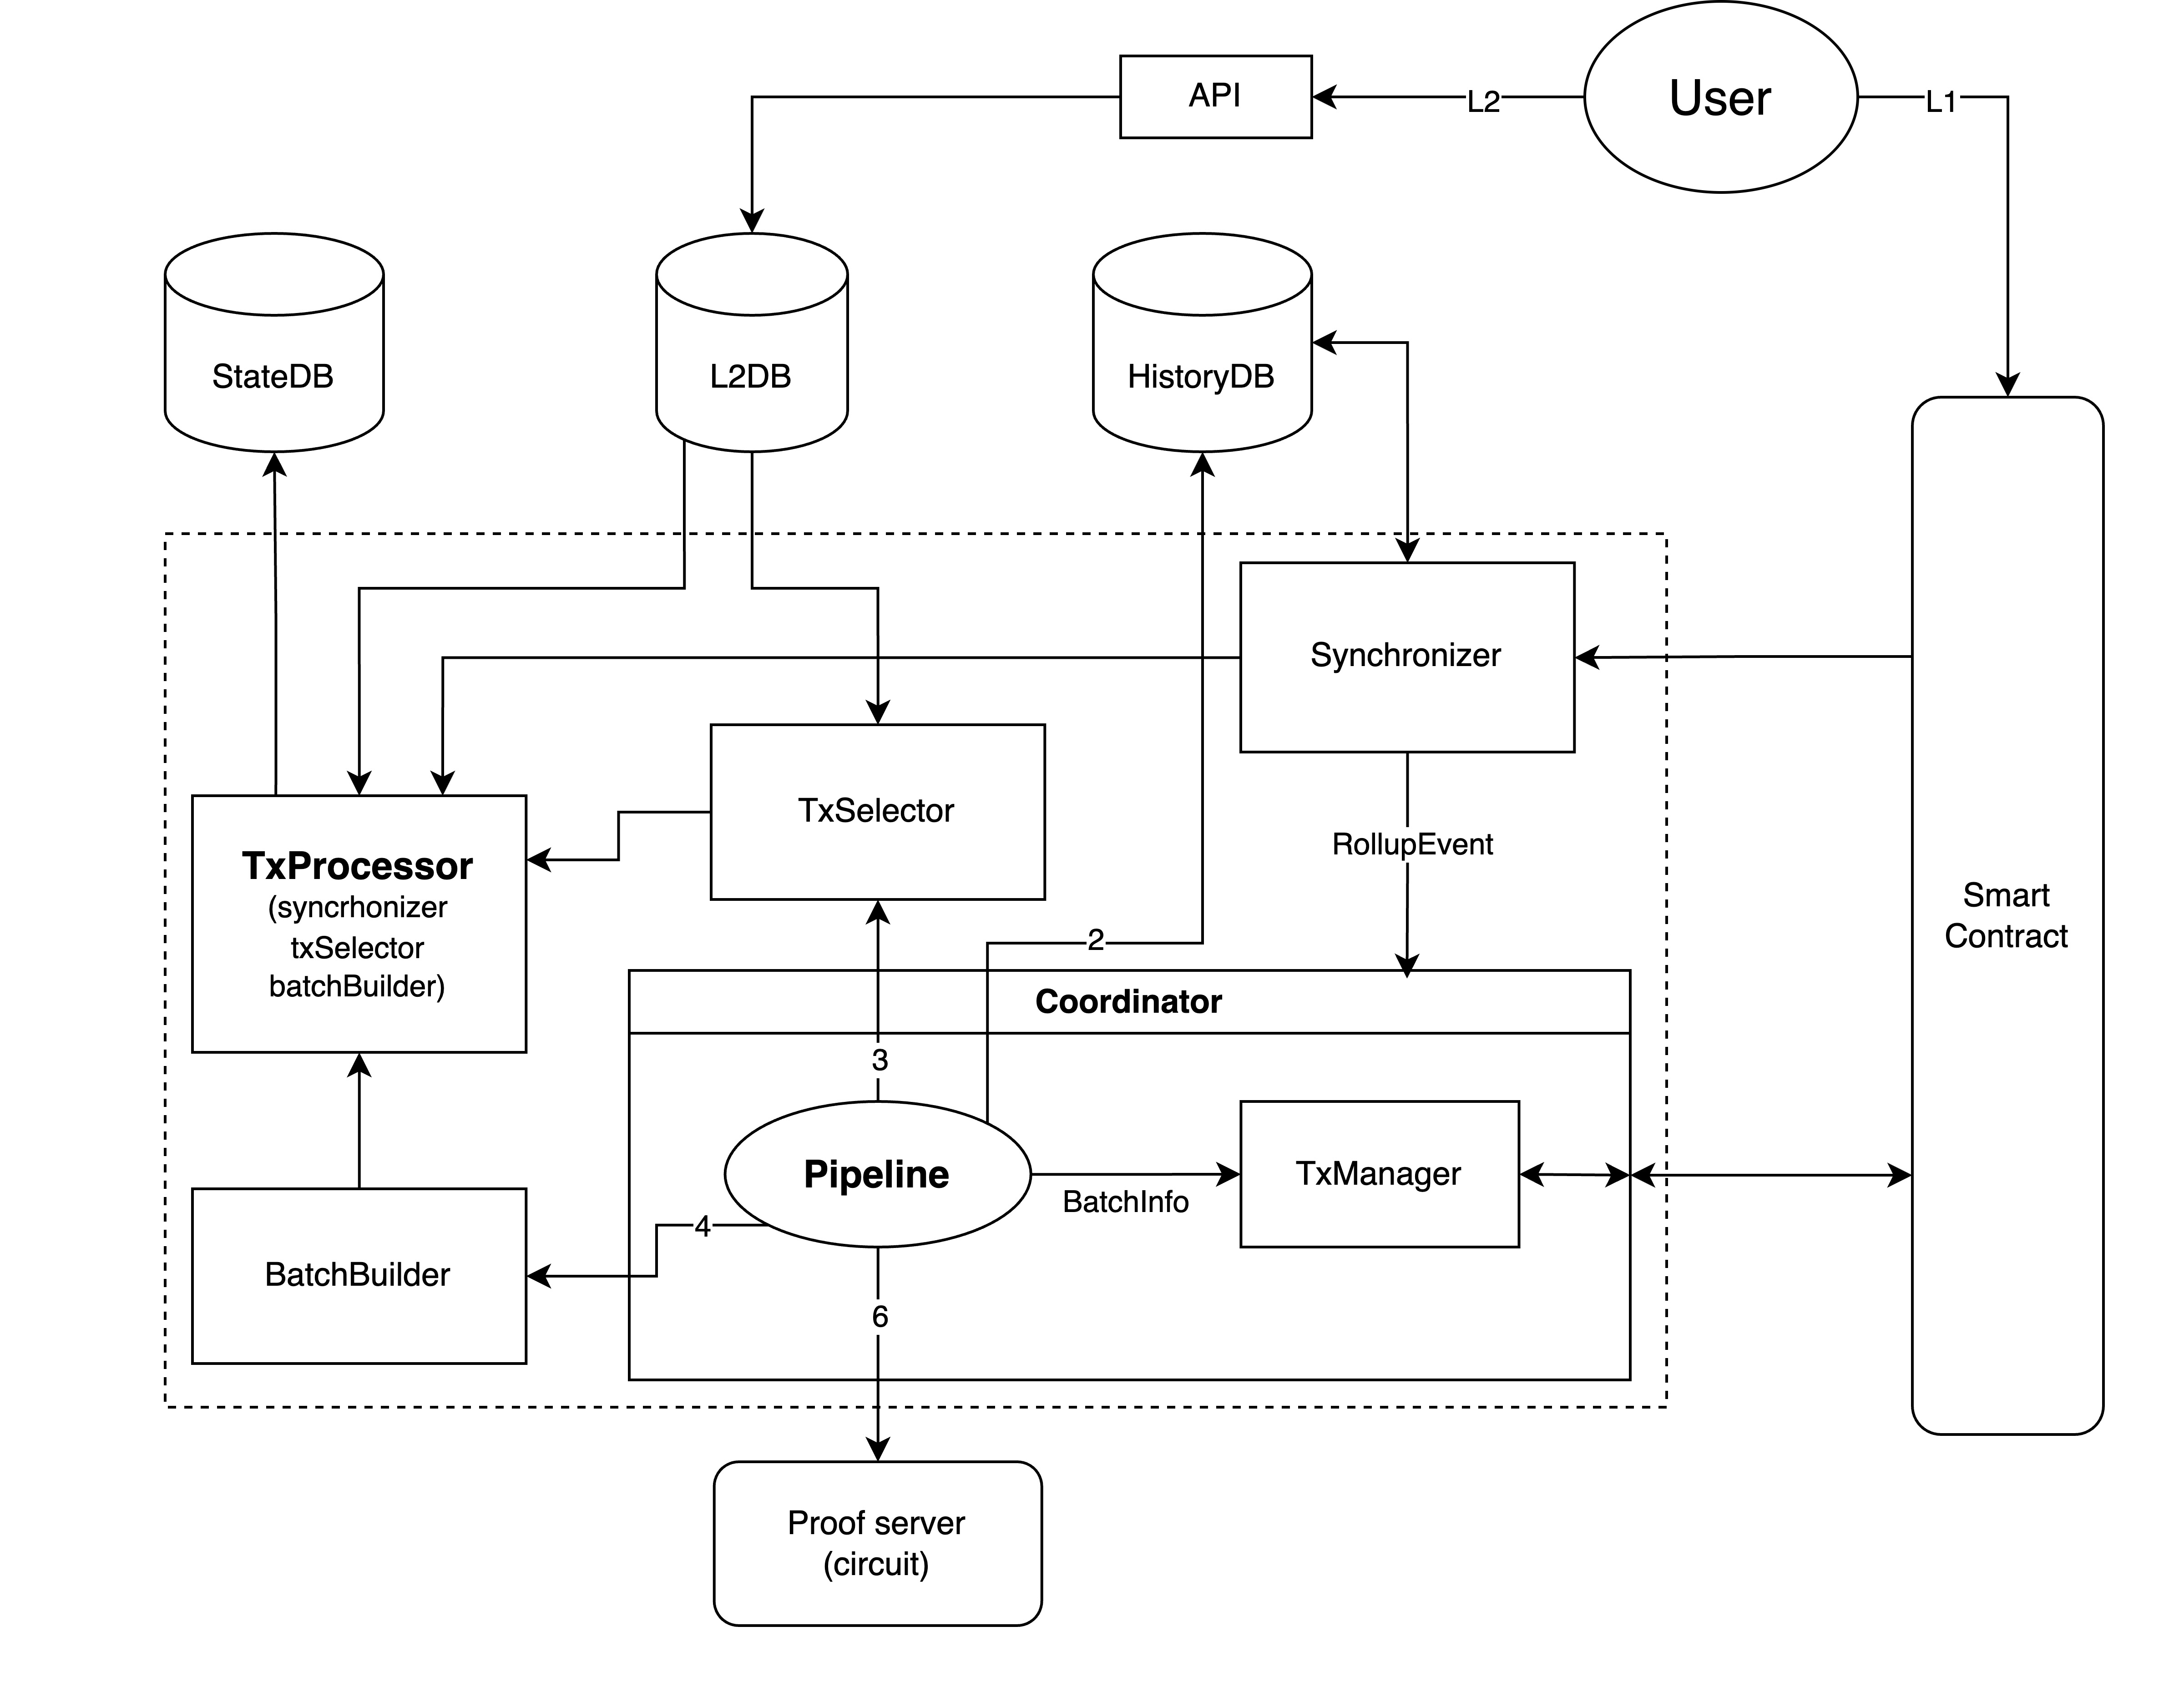 API
L2
User
L1
StateDB
L2DB
HistoryDB
Synchronizer
TxSelector
RollupEvent
TxProcessor
(syncrhonizer
txSelector
batchBuilder)
Smart
Contract
2
Coordinator
3
Pipeline
TxManager
BatchInfo
4
BatchBuilder
6
Proof server
(circuit)